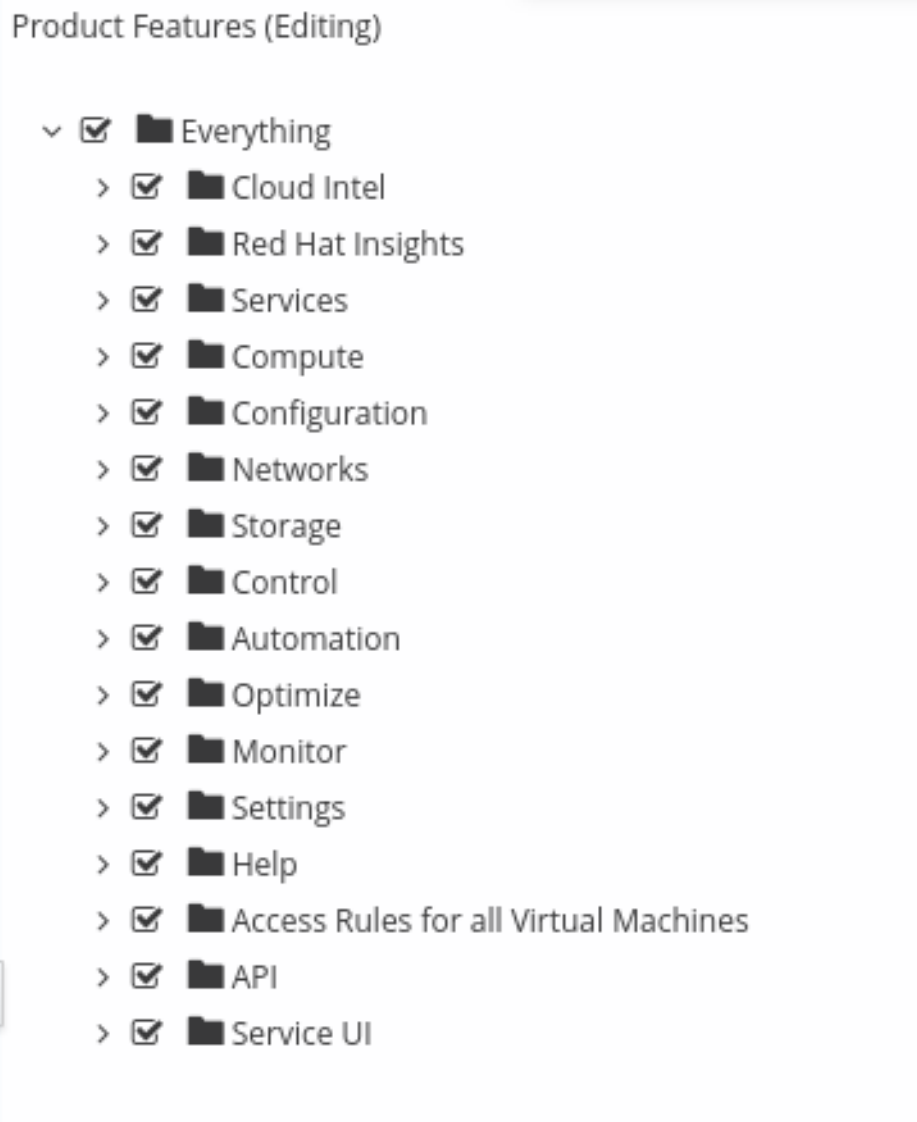 Product Features (Editing)
Everything
Cloud Intel
Red Hat Insights
Services
Compute
Configuration
Networks
Storage
Control
Automation
Optimize
Monitor
Settings
Help
Access Rules for all Virtual Machines
API
Service UI